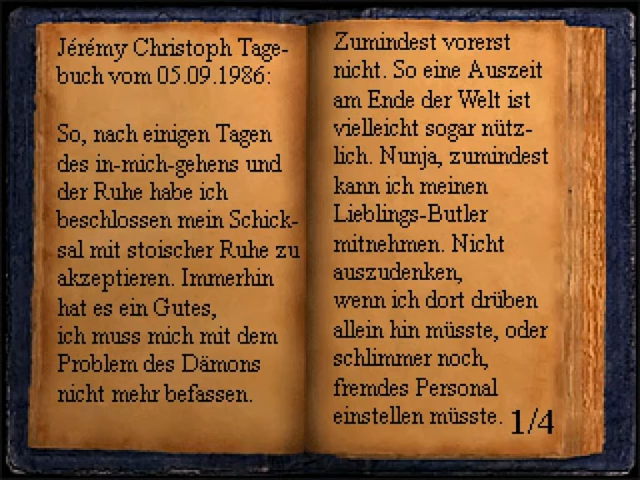 Jérémy Christoph Tage-
buch vom 05.09.1986:
So, nach einigen Tagen
des in-mich-gehens und
der Ruhe habe ich
beschlossen mein Schick-
sal mit stoischer Ruhe zu
akzeptieren. Immerhin
hat es ein Gutes,
ich muss mich mit dem
Problem des Dämons
nicht mehr befassen.
Zumindest vorerst
nicht. So eine Auszeit
am Ende der Welt ist
vielleicht sogar nütz-
lich. Nunja, zumindest
kann ich meinen
Lieblings-Butler
mitnehmen. Nicht
auszudenken,
wenn ich dort drüben
allein hin müsste, oder
schlimmer noch,
fremdes Personal
einstellen müsste.
1/4